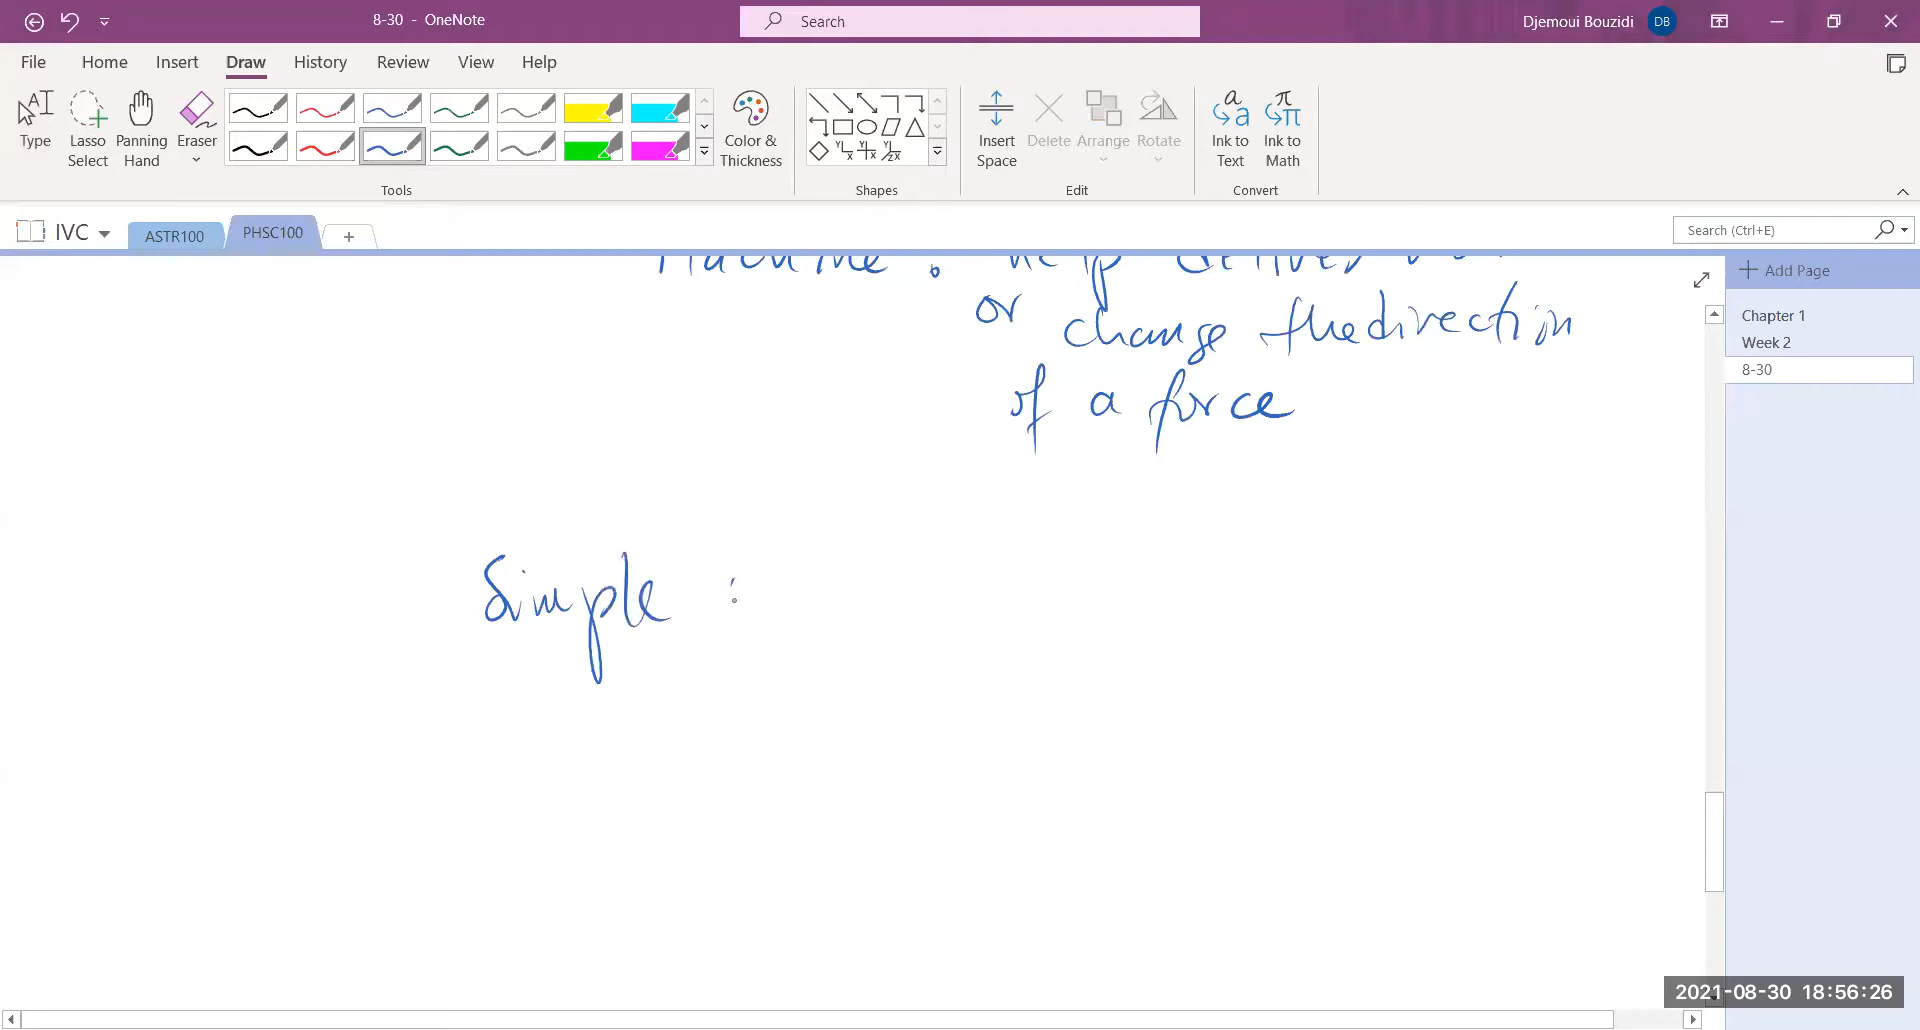 8-30 - OneNote
Search
Djemoui Bouzidi
DB
File Home Insert Draw History Review View Help
Type
Lasso Select
Panning Hand
Eraser
Color & Thickness
Insert Space
Delete
Arrange
Rotate
Ink to Text
Ink to Math
Tools
Shapes
Edit
Convert
IVC
ASTR100
PHSC100
Search (Ctrl+E)
Add Page
Chapter 1
Week 2
8-30
Machine : help deliver
or change the direction
of a force
Simple :
2021-08-30 18:56:26